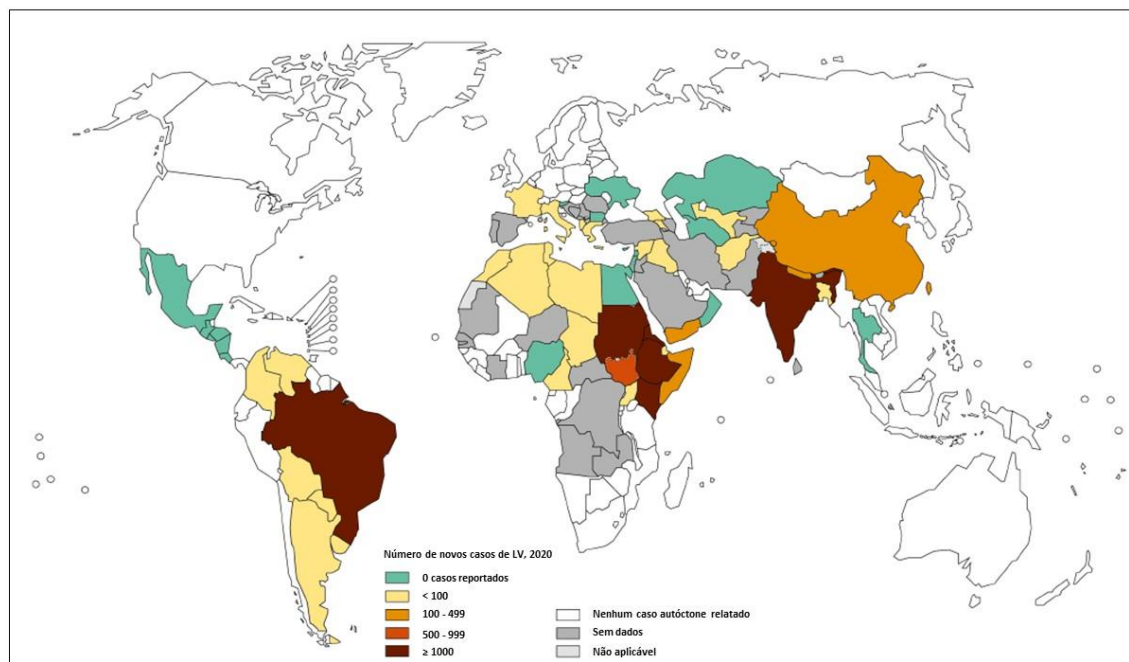 Número de novos casos de LV, 2020
0 casos reportados
< 100
100 - 499
500 - 999
≥ 1000
Nenhum caso autóctone relatado
Sem dados
Não aplicável